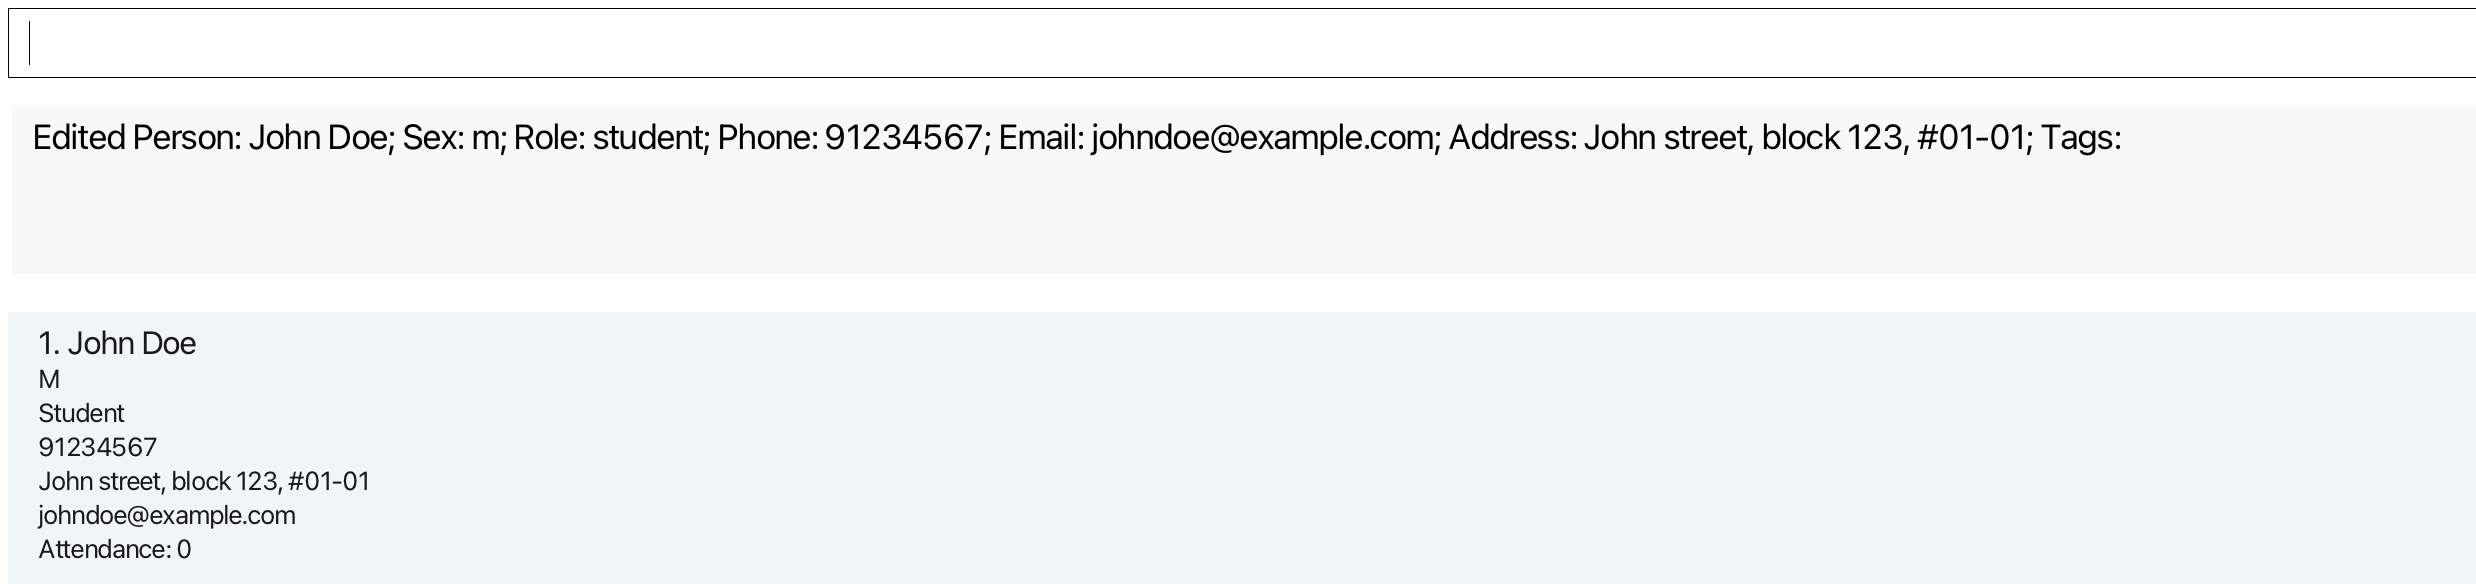 Edited Person: John Doe; Sex: m; Role: student; Phone: 91234567; Email: johndoe@example.com; Address: John street, block 123, #01-01; Tags:
1. John Doe
M
Student
91234567
John street, block 123, #01-01
johndoe@example.com
Attendance: 0